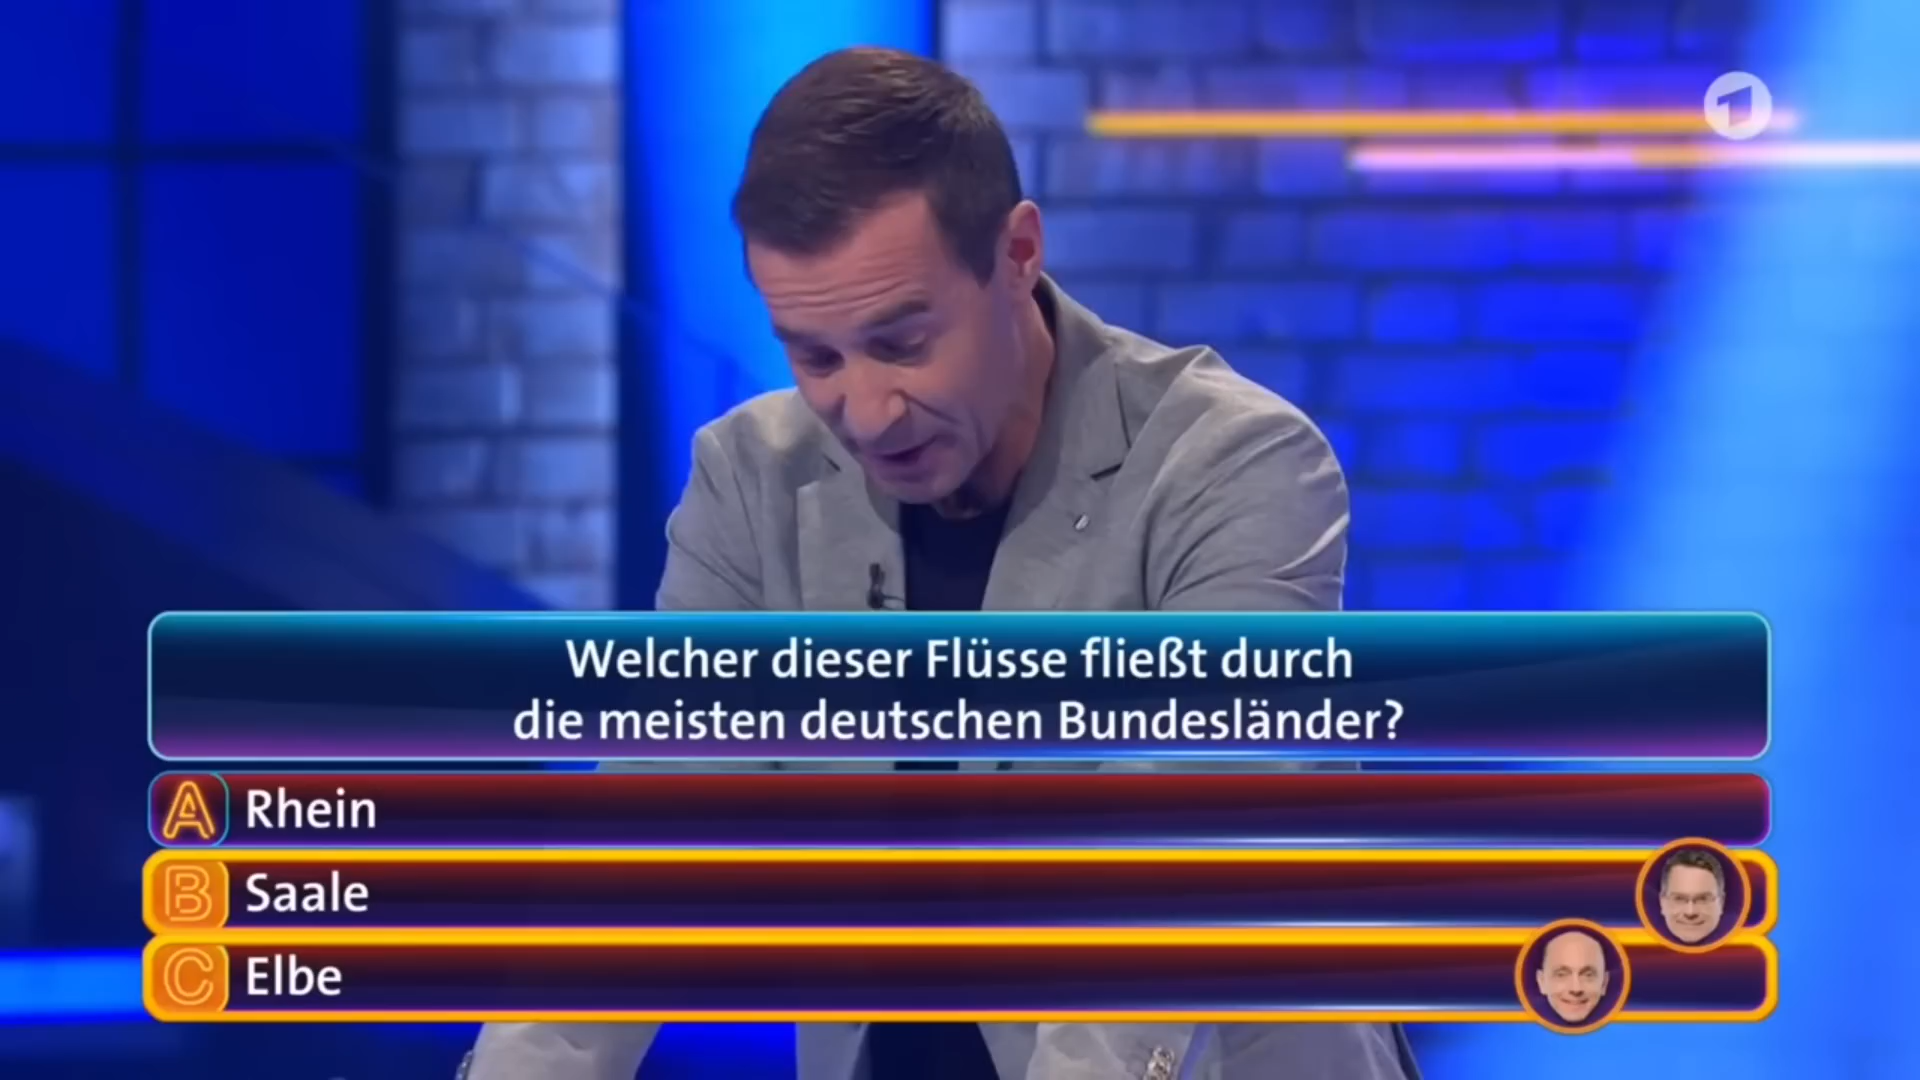 Welcher dieser Flüsse fließt durch
die meisten deutschen Bundesländer?
A Rhein
B Saale
C Elbe